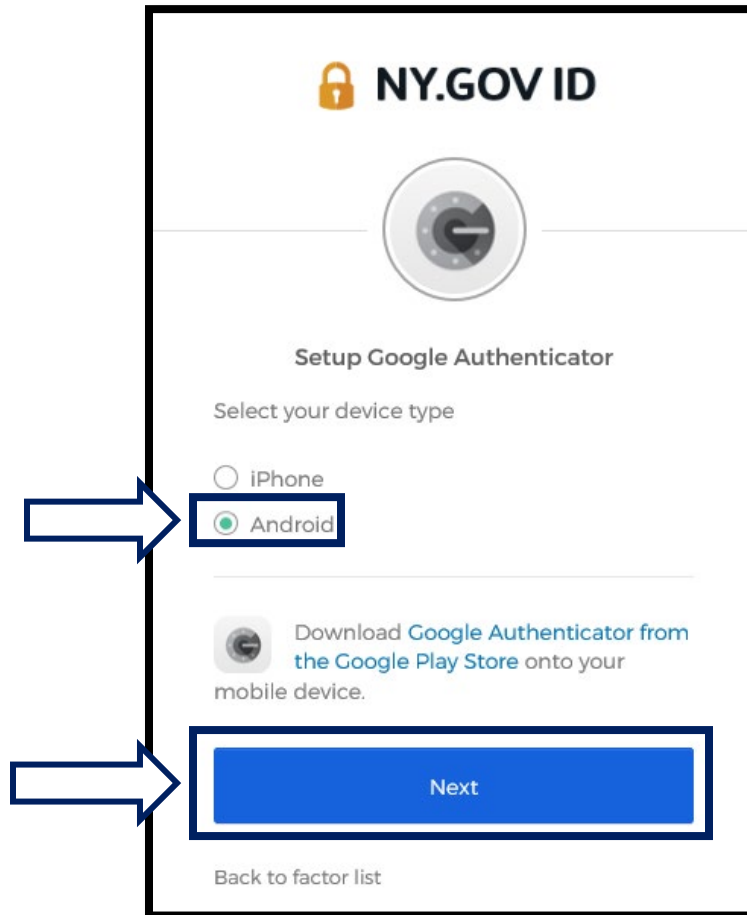 NY.GOV ID
Setup Google Authenticator
Select your device type
iPhone
Android
Download Google Authenticator from
the Google Play Store onto your
mobile device.
Next
Back to factor list